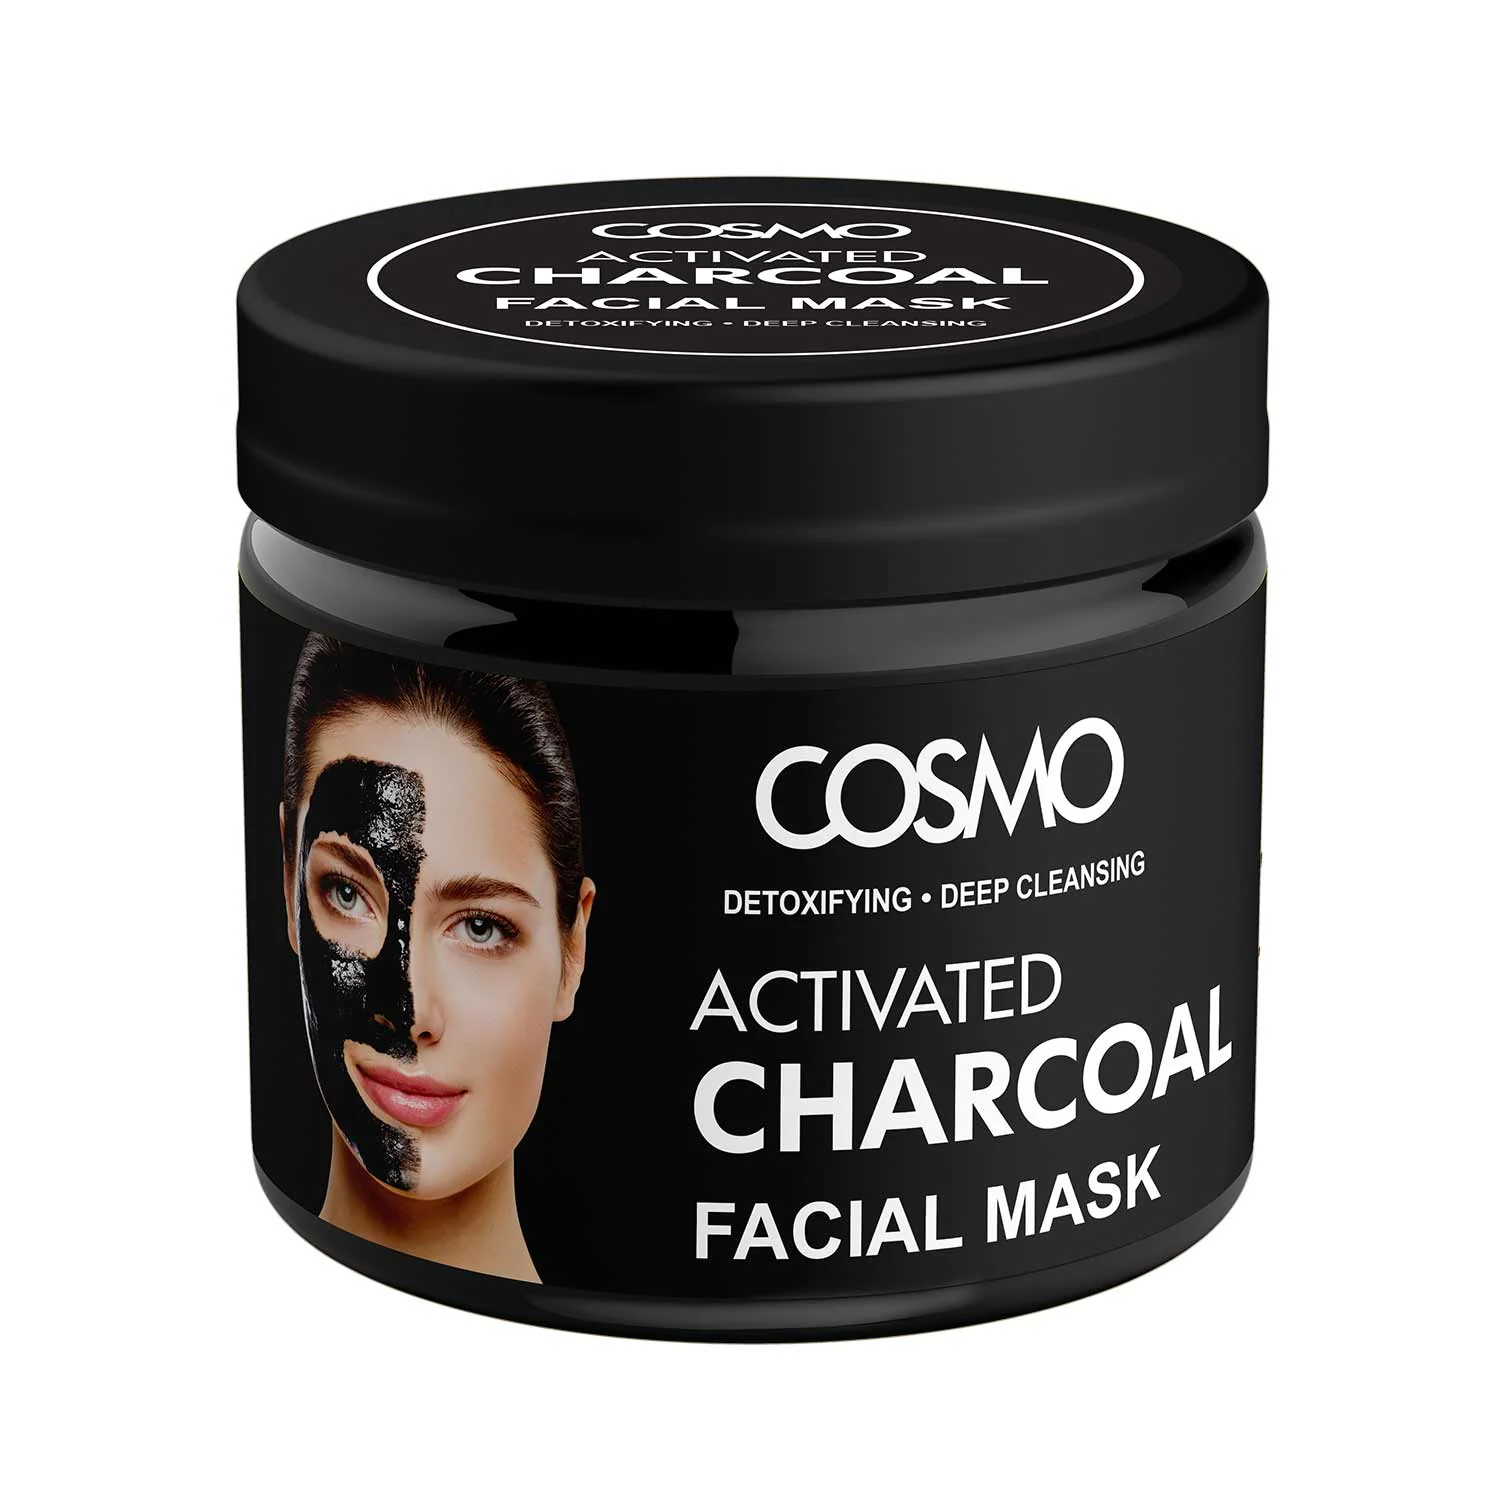 COSMO
ACTIVATED
CHARCOAL
FACIAL MASK
DETOXIFYING • DEEP CLEANSING
COSMO
DETOXIFYING • DEEP CLEANSING
ACTIVATED
CHARCOAL
FACIAL MASK